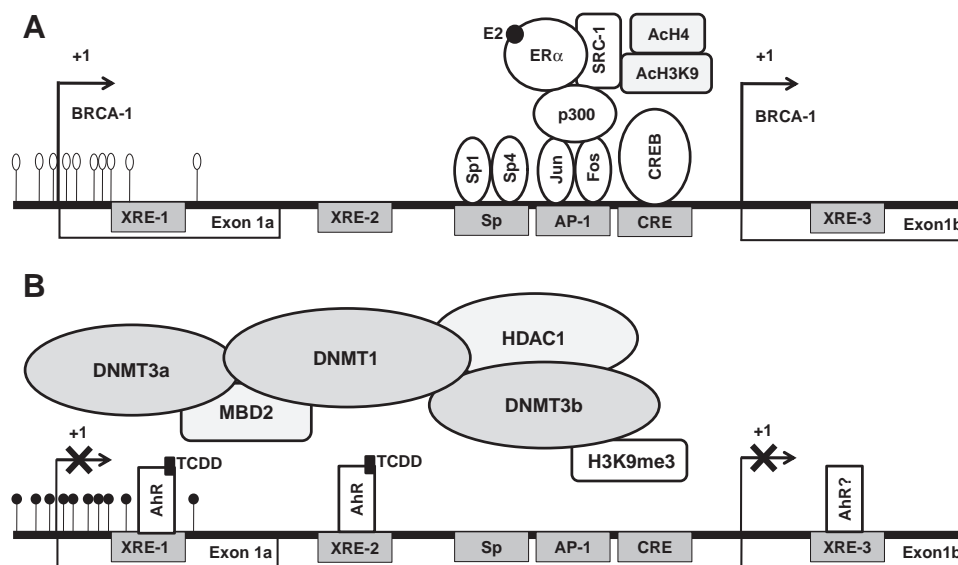 A
E2
ERα
SRC-1
AcH4
AcH3K9
+1
+1
BRCA-1
p300
BRCA-1
Sp1
Sp4
Jun
Fos
CREB
XRE-1
Exon 1a
XRE-2
Sp
AP-1
CRE
XRE-3
Exon1b
B
DNMT3a
DNMT1
HDAC1
MBD2
DNMT3b
+1
+1
TCDD
TCDD
H3K9me3
AhR
AhR
AhR?
XRE-1
Exon 1a
XRE-2
Sp
AP-1
CRE
XRE-3
Exon1b